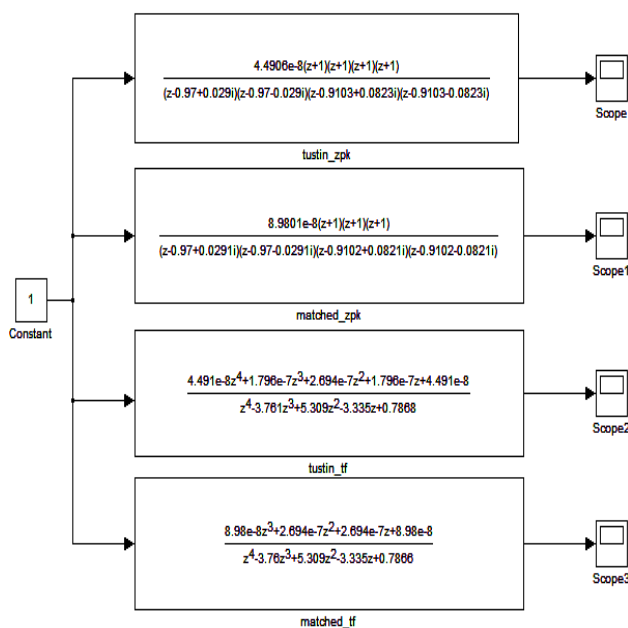 4.4906e-8(z+1)(z+1)(z+1)(z+1)
(z-0.97+0.029i)(z-0.97-0.029i)(z-0.9103+0.0823i)(z-0.9103-0.0823i)
tustin_zpk
Scope
8.9801e-8(z+1)(z+1)(z+1)
(z-0.97+0.0291i)(z-0.97-0.0291i)(z-0.9102+0.0821i)(z-0.9102-0.0821i)
matched_zpk
Scope1
1
Constant
4.491e-8z^4+1.796e-7z^3+2.694e-7z^2+1.796e-7z+4.491e-8
z^4-3.761z^3+5.309z^2-3.335z+0.7868
tustin_tf
Scope2
8.98e-8z^3+2.694e-7z^2+2.694e-7z+8.98e-8
z^4-3.76z^3+5.309z^2-3.335z+0.7866
matched_tf
Scope3